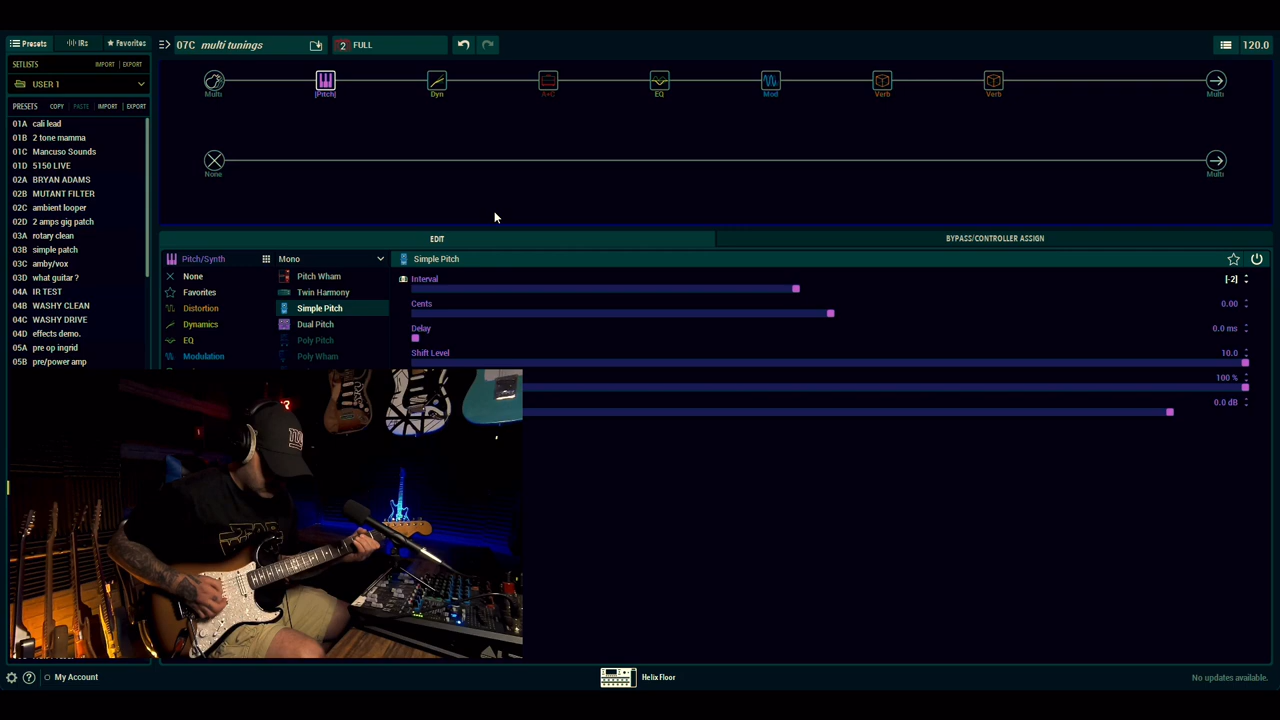 Presets IRs Favorites
07C multi tunings 2 FULL 120.0
SETLISTS IMPORT EXPORT
USER 1
PRESETS COPY PASTE IMPORT EXPORT
01A cali lead
01B 2 tone mamma
01C Mancuso Sounds
01D 5150 LIVE
02A BRYAN ADAMS
02B MUTANT FILTER
02C ambient looper
02D 2 amps gig patch
03A rotary clean
03B simple patch
03C amby/vox
03D what guitar ?
04A IR TEST
04B WASHY CLEAN
04C WASHY DRIVE
04D effects demo.
05A pre op ingrid
05B pre/power amp
Multi [Pitch] Dyn A+C EQ Mod Verb Verb Multi
None Multi
EDIT BYPASS/CONTROLLER ASSIGN
Pitch/Synth Mono Simple Pitch
None
Favorites
Distortion
Dynamics
EQ
Modulation
Pitch Wham
Twin Harmony
Simple Pitch
Dual Pitch
Poly Pitch
Poly Wham
Interval [-2]
Cents 0.00
Delay 0.0 ms
Shift Level 10.0
100 %
0.0 dB
My Account Helix Floor No updates available.